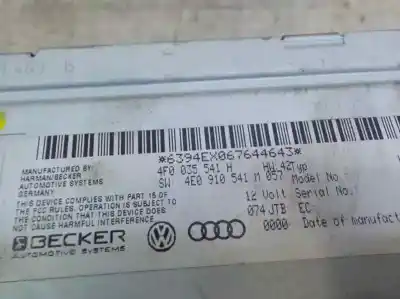 *6394EX067644643*
MANUFACTURED BY:
HARMAN/BECKER
AUTOMOTIVE SYSTEMS
GERMANY
4F0 035 541 H HW 42Typ
SW 4E0 910 541 M 057 Model No.:
THIS DEVICE COMPLIES WITH PART 15 OF
THE FCC RULES. OPERATION IS SUBJECT TO
THE CONDITION THAT THIS DEVICE DOES
NOT CAUSE HARMFUL INTERFERENCE
12 Volt Serial No.:
074 JTB EC
0000 Date of manufact
BECKER
AUTOMOTIVE SYSTEMS